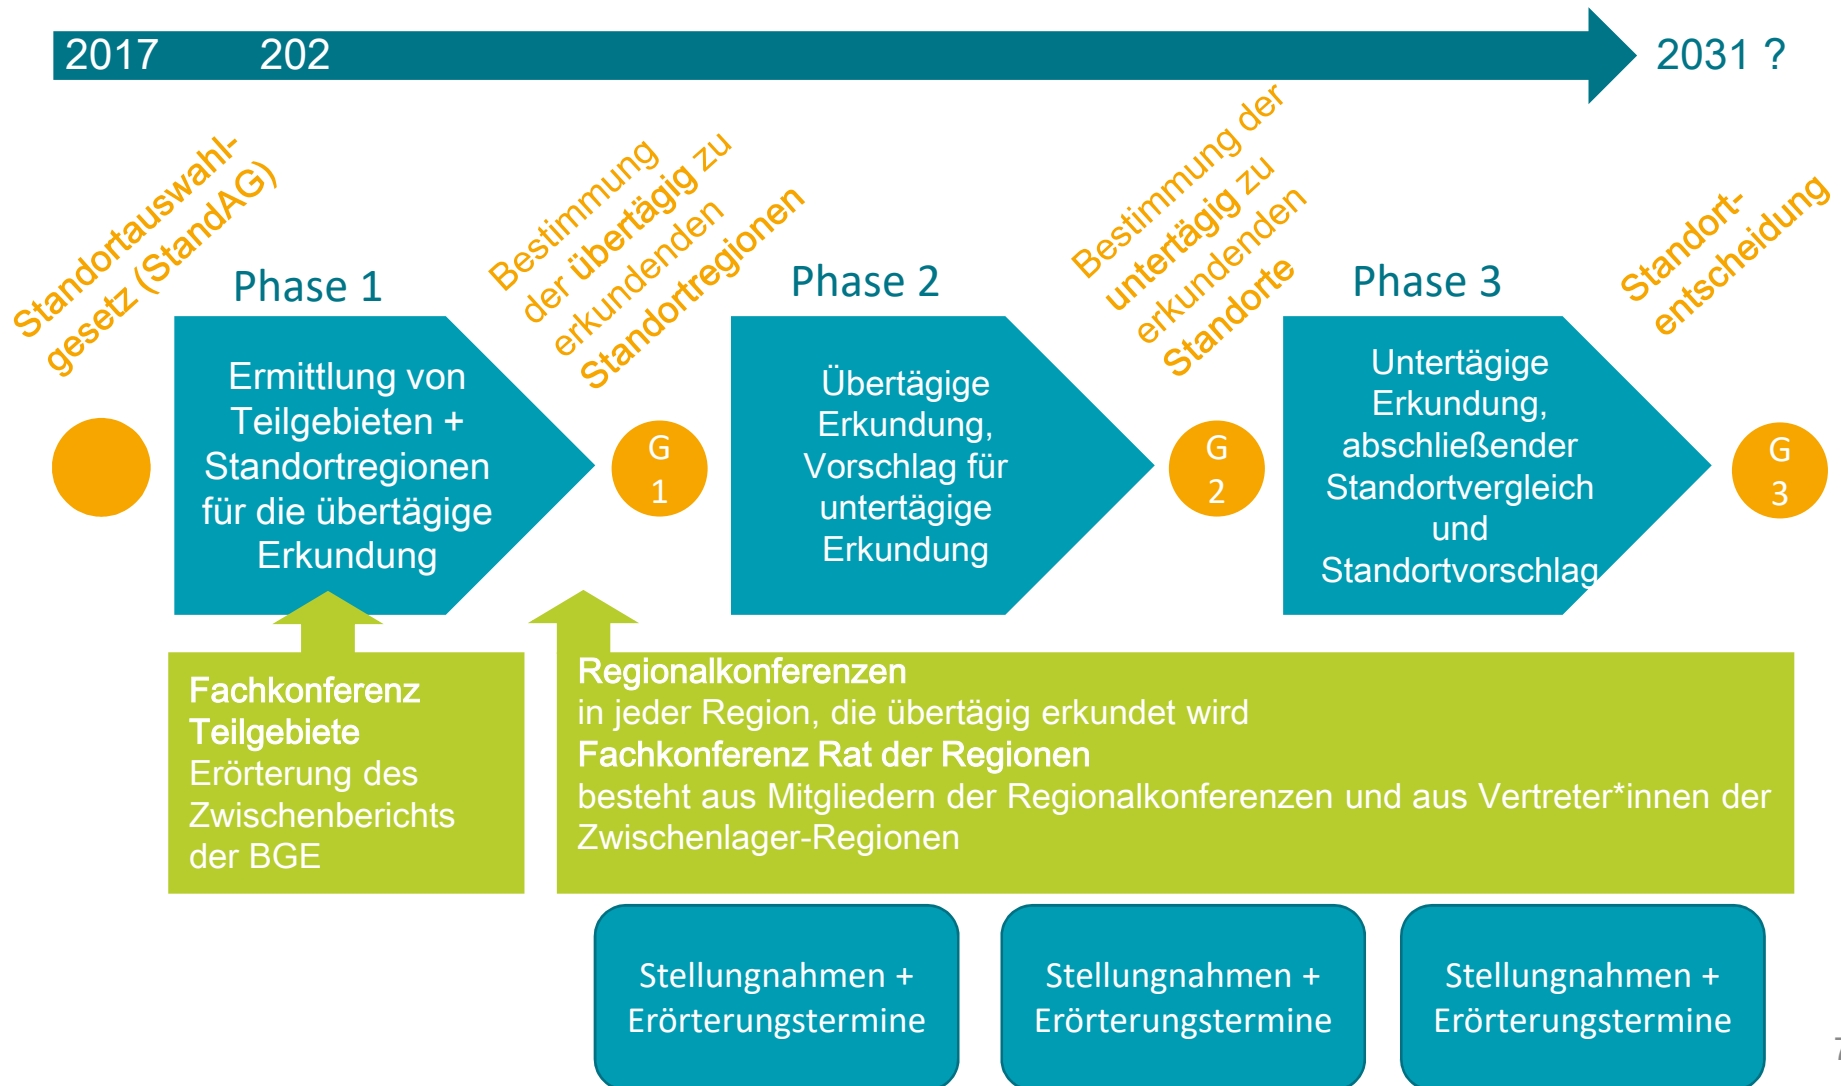 2017 202 2031 ?
Standortauswahl-
gesetz (StandAG)
Phase 1
Ermittlung von
Teilgebieten +
Standortregionen
für die übertägige
Erkundung
Bestimmung
der übertägig zu
erkundenden
Standortregionen
G
1
Phase 2
Übertägige
Erkundung,
Vorschlag für
untertägige
Erkundung
Bestimmung der
untertägig zu
erkundenden
Standorte
G
2
Phase 3
Untertägige
Erkundung,
abschließender
Standortvergleich
und
Standortvorschlag
Standort-
entscheidung
G
3
Fachkonferenz
Teilgebiete
Erörterung des
Zwischenberichts
der BGE
Regionalkonferenzen
in jeder Region, die übertägig erkundet wird
Fachkonferenz Rat der Regionen
besteht aus Mitgliedern der Regionalkonferenzen und aus Vertreter*innen der
Zwischenlager-Regionen
Stellungnahmen +
Erörterungstermine
Stellungnahmen +
Erörterungstermine
Stellungnahmen +
Erörterungstermine
7